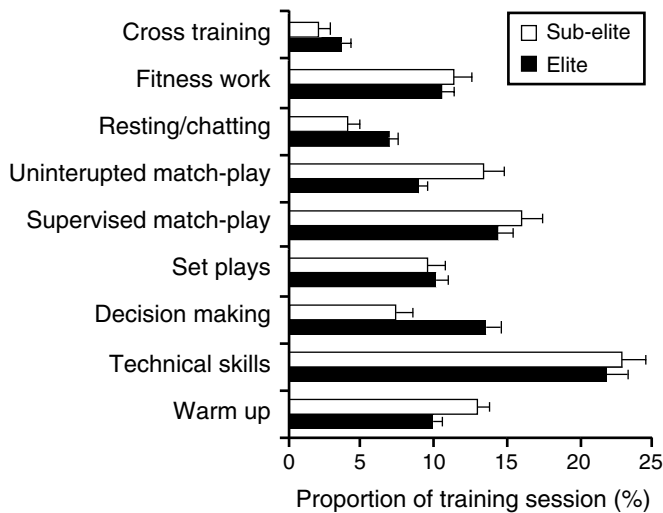 Cross training
Fitness work
Resting/chatting
Uninterupted match-play
Supervised match-play
Set plays
Decision making
Technical skills
Warm up
Sub-elite
Elite
0 5 10 15 20 25
Proportion of training session (%)